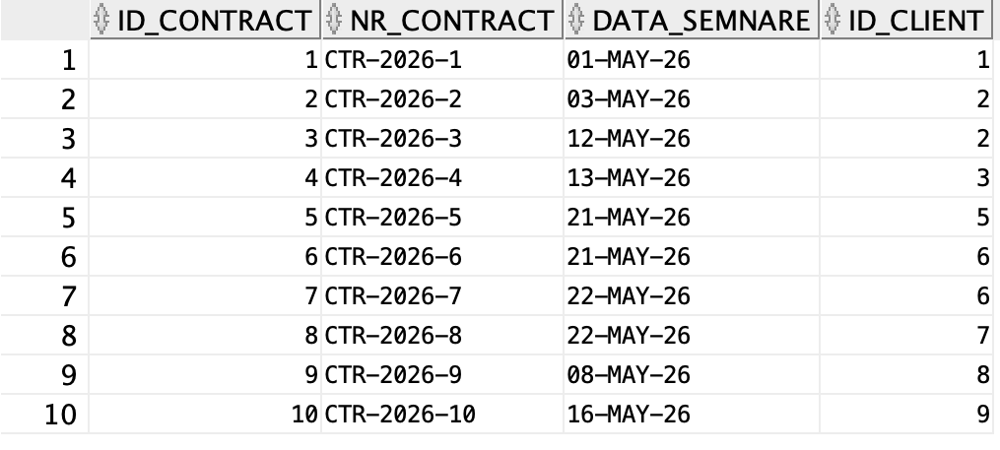 ID_CONTRACT NR_CONTRACT DATA_SEMNARE ID_CLIENT
1 1 CTR-2026-1 01-MAY-26 1
2 2 CTR-2026-2 03-MAY-26 2
3 3 CTR-2026-3 12-MAY-26 2
4 4 CTR-2026-4 13-MAY-26 3
5 5 CTR-2026-5 21-MAY-26 5
6 6 CTR-2026-6 21-MAY-26 6
7 7 CTR-2026-7 22-MAY-26 6
8 8 CTR-2026-8 22-MAY-26 7
9 9 CTR-2026-9 08-MAY-26 8
10 10 CTR-2026-10 16-MAY-26 9